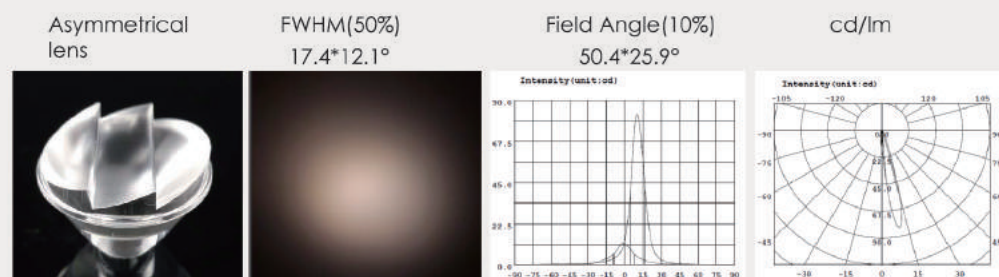 Asymmetrical
lens
FWHM(50%)
17.4*12.1°
Field Angle(10%)
50.4*25.9°
cd/lm
Intensity(unit:cd)
90.0
67.5
45.0
22.5
0.0
-90 -75 -60 -45 -30 -15 0 15 30 45 60 75 90
Intensity(unit:cd)
-105 -120 120 105
-90 0.0 90
-75 22.5
-60 45.0
67.5
-45 90.0
-30 -15 0 15 30